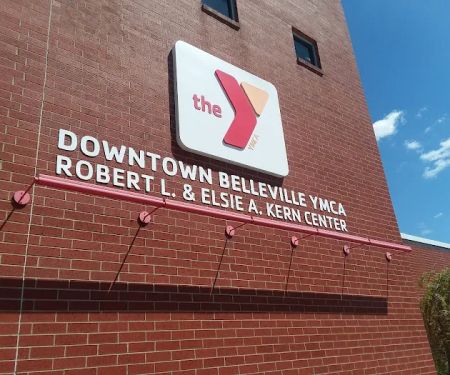 the
YMCA
DOWNTOWN BELLEVILLE YMCA
ROBERT L. & ELSIE A. KERN CENTER